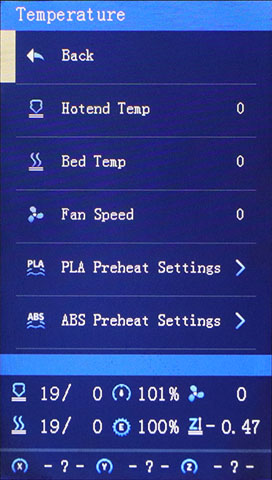 Temperature
Back
Hotend Temp 0
Bed Temp 0
Fan Speed 0
PLA PLA Preheat Settings
ABS ABS Preheat Settings
19/ 0 101% 0
19/ 0 E 100% Z -0.47
X -?- Y -?- Z -?-